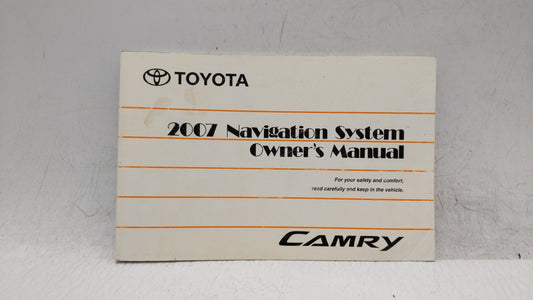 TOYOTA
2007 Navigation System
Owner's Manual
For your safety and comfort,
read carefully and keep in the vehicle.
CAMRY